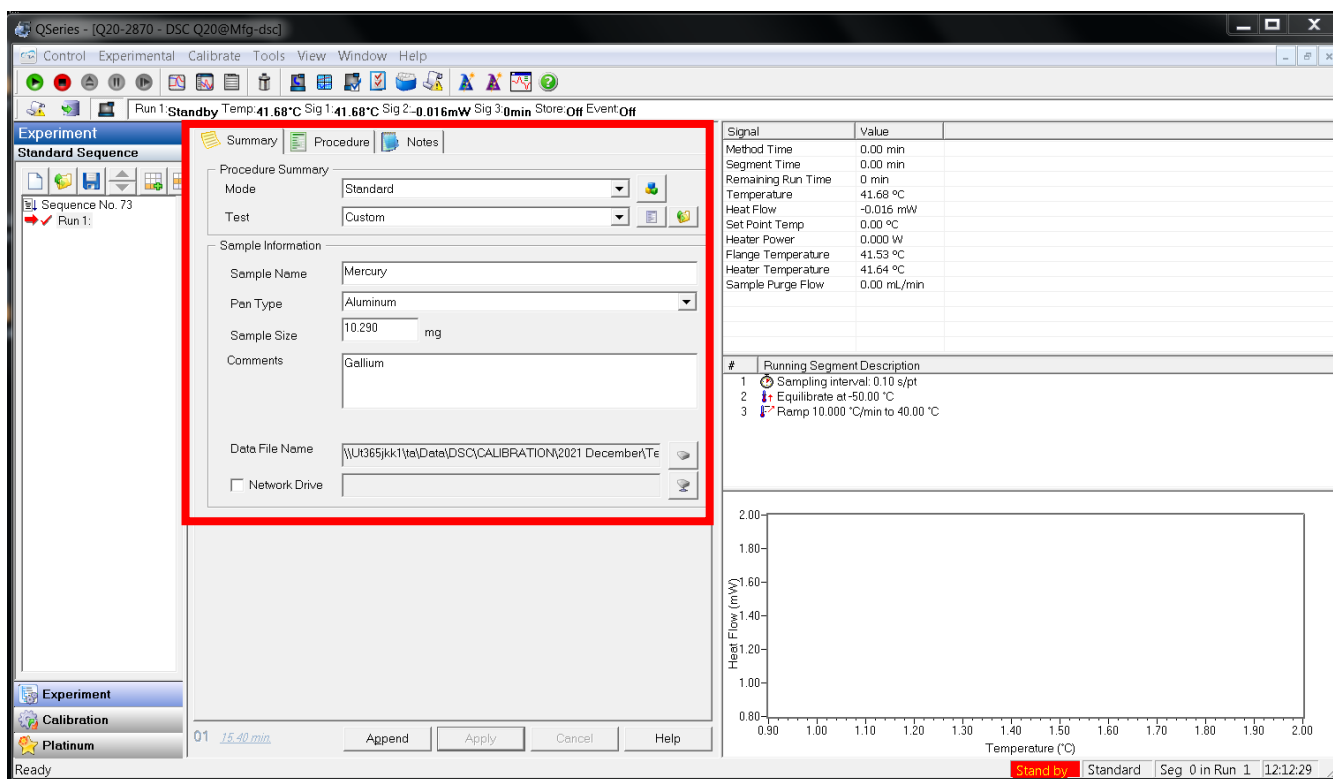 QSeries - [Q20-2870 - DSC Q20@Mfg-dsc]
Control Experimental Calibrate Tools View Window Help
Run 1:Standby Temp:41.68°C Sig 1:41.68°C Sig 2:-0.016mW Sig 3:0min Store:Off Event:Off
Experiment
Standard Sequence
Sequence No. 73
Run 1:
Summary Procedure Notes
Procedure Summary
Mode Standard
Test Custom
Sample Information
Sample Name Mercury
Pan Type Aluminum
Sample Size 10.290 mg
Comments Gallium
Data File Name \\Ut365jkk1\ta\Data\DSC\CALIBRATION\2021 December\Te
Network Drive
01 15.40 min.
Append Apply Cancel Help
Experiment
Calibration
Platinum
Signal Value
Method Time 0.00 min
Segment Time 0.00 min
Remaining Run Time 0 min
Temperature 41.68 °C
Heat Flow -0.016 mW
Set Point Temp 0.00 °C
Heater Power 0.000 W
Flange Temperature 41.53 °C
Heater Temperature 41.64 °C
Sample Purge Flow 0.00 mL/min
# Running Segment Description
1 Sampling interval: 0.10 s/pt
2 Equilibrate at -50.00 °C
3 Ramp 10.000 °C/min to 40.00 °C
Heat Flow (mW)
2.00
1.80
1.60
1.40
1.20
1.00
0.80
0.90 1.00 1.10 1.20 1.30 1.40 1.50 1.60 1.70 1.80 1.90 2.00
Temperature (°C)
Ready
Stand by Standard Seg 0 in Run 1 12:12:29